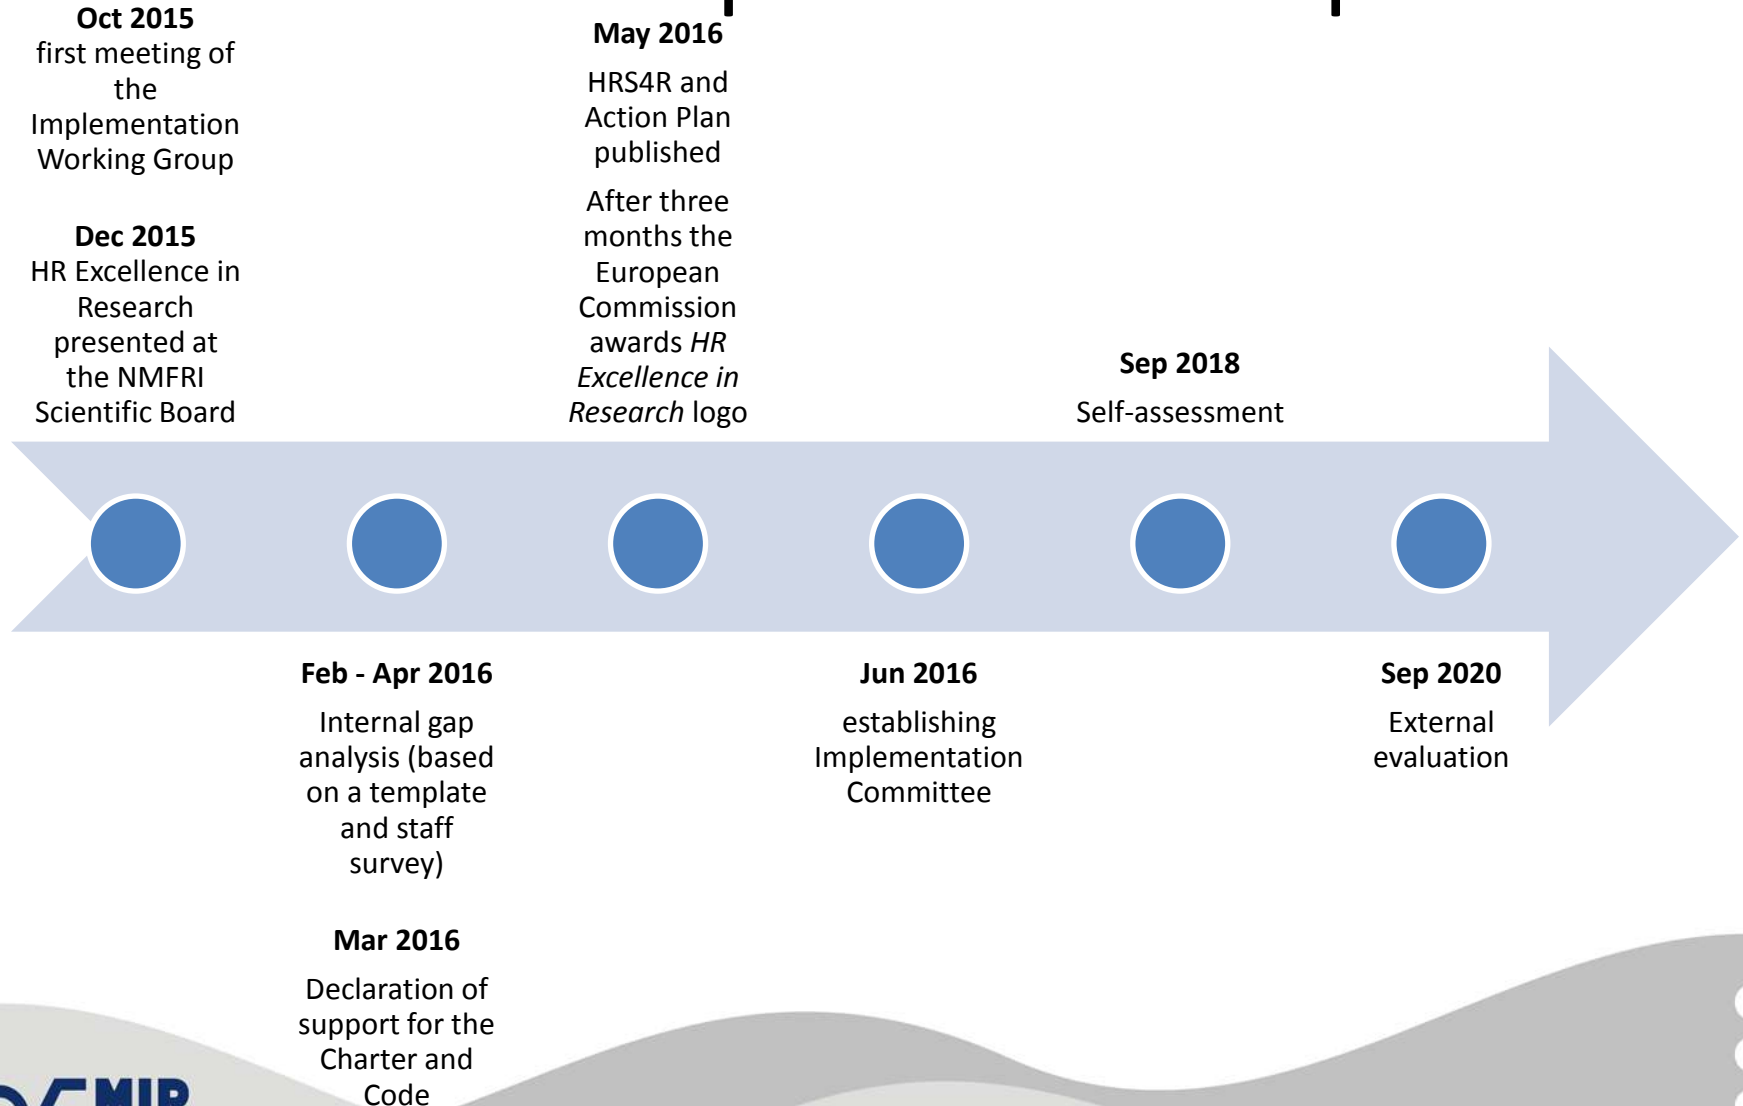 Oct 2015
first meeting of
the
Implementation
Working Group
Dec 2015
HR Excellence in
Research
presented at
the NMFRI
Scientific Board
May 2016
HRS4R and
Action Plan
published
After three
months the
European
Commission
awards HR
Excellence in
Research logo
Sep 2018
Self-assessment
Feb - Apr 2016
Internal gap
analysis (based
on a template
and staff
survey)
Mar 2016
Declaration of
support for the
Charter and
Code
Jun 2016
establishing
Implementation
Committee
Sep 2020
External
evaluation
MIR